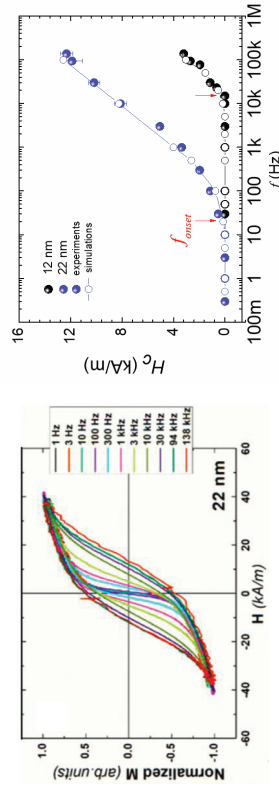 Normalized M (arb.units)
1.0
0.5
0.0
-0.5
-1.0
-60
-40
-20
0
20
40
60
H (kA/m)
22 nm
1 Hz
3 Hz
10 Hz
100 Hz
300 Hz
1 kHz
3 kHz
10 kHz
30 kHz
94 kHz
138 kHz
H_C (kA/m)
16
12
8
4
0
12 nm
22 nm
experiments
simulations
f_onset
100m
1
10
100
1k
10k
100k
1M
f (Hz)